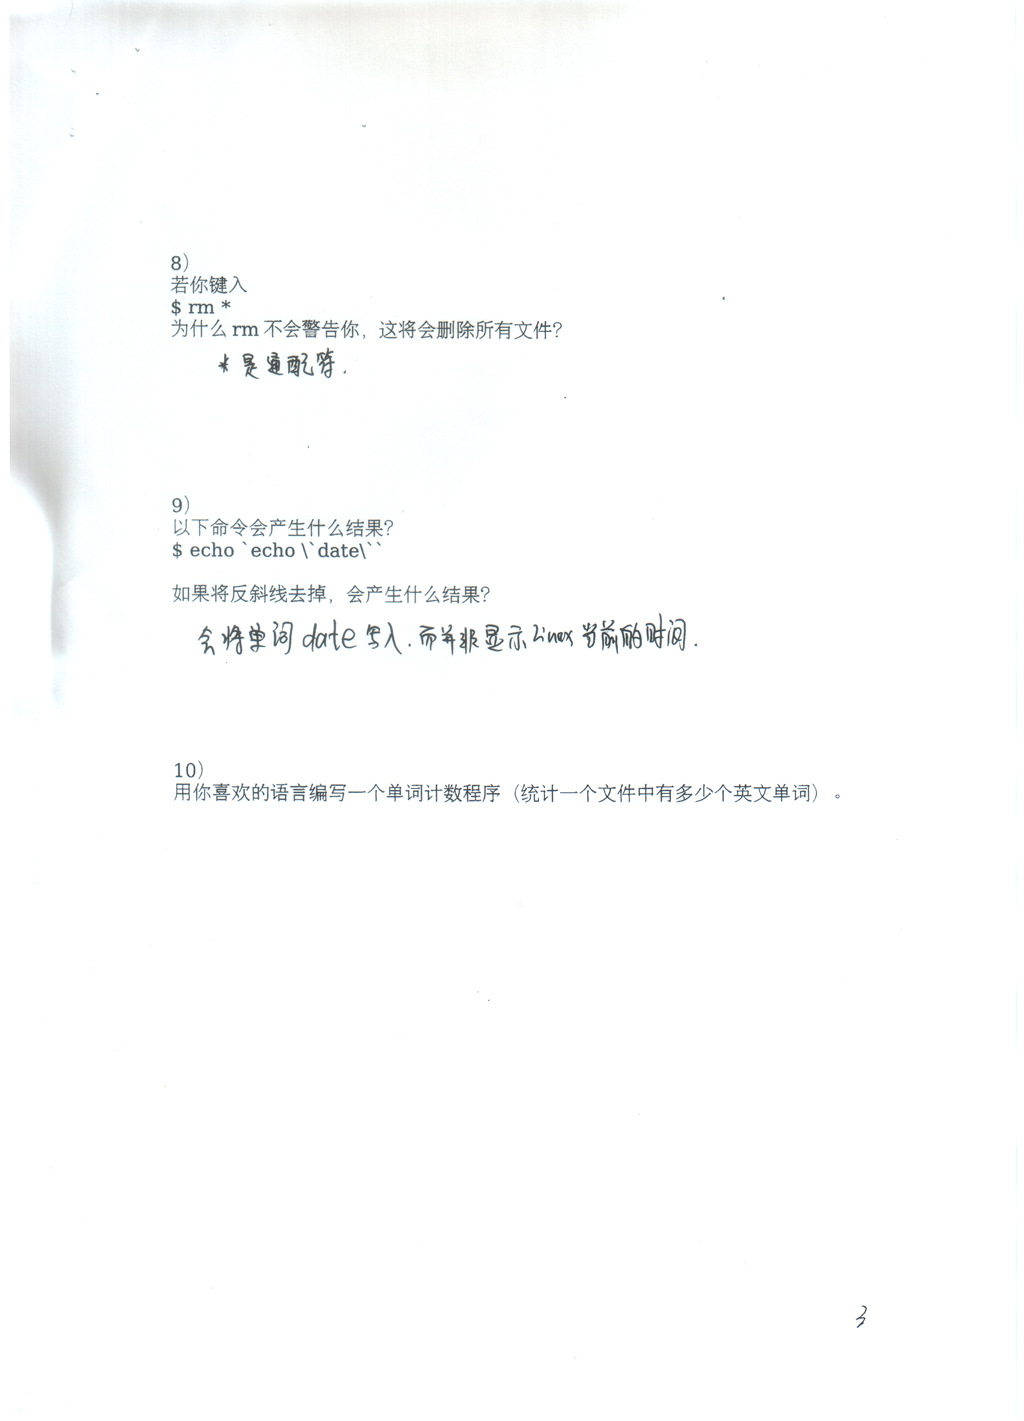 8)
若你键入
$ rm *
为什么 rm 不会警告你，这将会删除所有文件?
* 是通配符.
9)
以下命令会产生什么结果?
$ echo `echo \`date\``
如果将反斜线去掉，会产生什么结果?
会将单词 date 写入.而并非显示 Linux 当前的时间.
10)
用你喜欢的语言编写一个单词计数程序（统计一个文件中有多少个英文单词）。
3